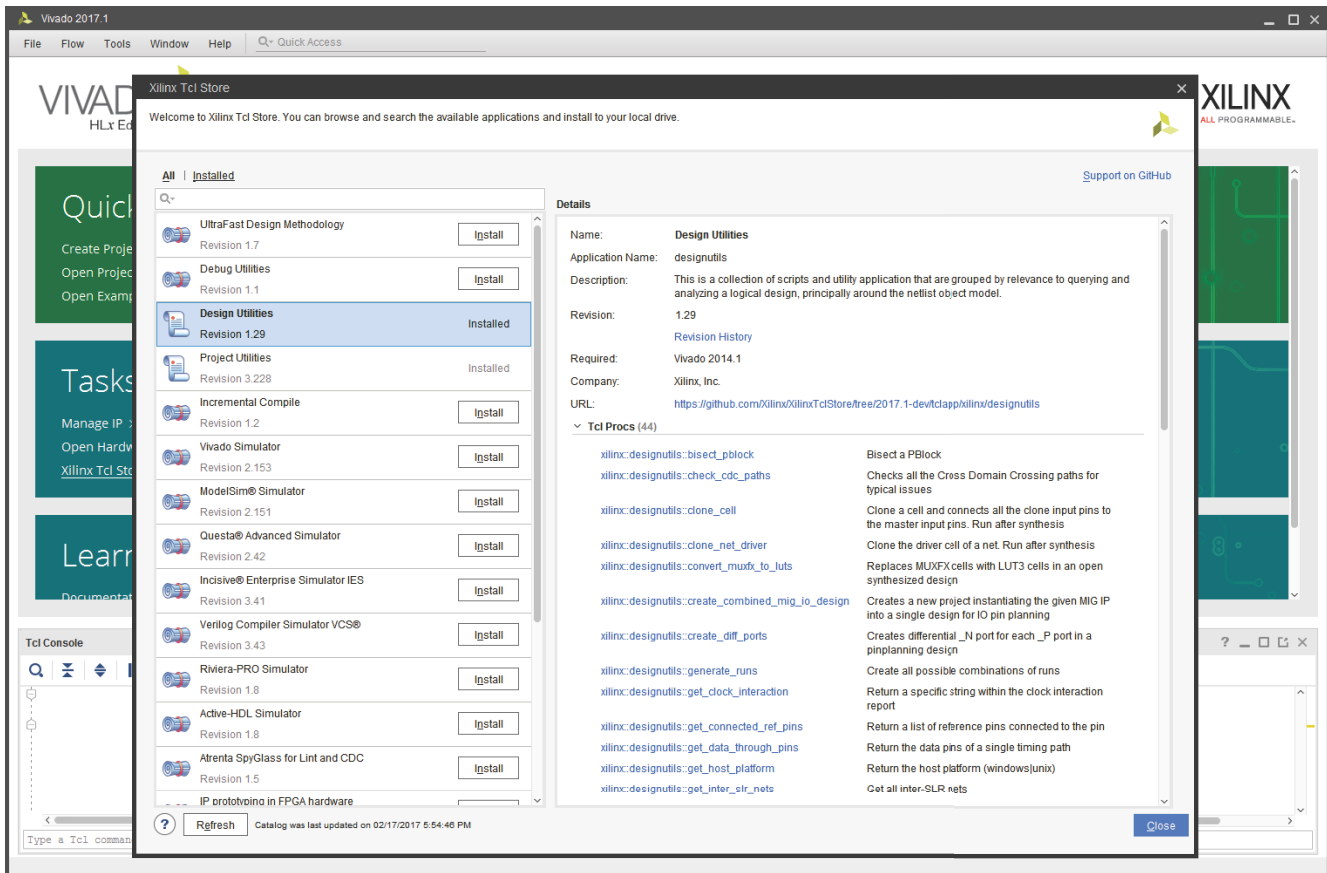 Vivado 2017.1
File Flow Tools Window Help Quick Access
VIVAD
HLx Ed
XILINX
ALL PROGRAMMABLE
Xilinx Tcl Store
Welcome to Xilinx Tcl Store. You can browse and search the available applications and install to your local drive.
All | Installed
Support on GitHub
Quick
Create Proje
Open Projec
Open Examp
Tasks
Manage IP >
Open Hardw
Xilinx Tcl Sto
Learn
Documentat
UltraFast Design Methodology
Revision 1.7
Install
Debug Utilities
Revision 1.1
Install
Design Utilities
Revision 1.29
Installed
Project Utilities
Revision 3.228
Installed
Incremental Compile
Revision 1.2
Install
Vivado Simulator
Revision 2.153
Install
ModelSim® Simulator
Revision 2.151
Install
Questa® Advanced Simulator
Revision 2.42
Install
Incisive® Enterprise Simulator IES
Revision 3.41
Install
Verilog Compiler Simulator VCS®
Revision 3.43
Install
Riviera-PRO Simulator
Revision 1.8
Install
Active-HDL Simulator
Revision 1.8
Install
Atrenta SpyGlass for Lint and CDC
Revision 1.5
Install
IP prototyping in FPGA hardware
Details
Name: Design Utilities
Application Name: designutils
Description: This is a collection of scripts and utility application that are grouped by relevance to querying and
analyzing a logical design, principally around the netlist object model.
Revision: 1.29
Revision History
Required: Vivado 2014.1
Company: Xilinx, Inc.
URL: https://github.com/Xilinx/XilinxTclStore/tree/2017.1-dev/tclapp/xilinx/designutils
Tcl Procs (44)
xilinx::designutils::bisect_pblock Bisect a PBlock
xilinx::designutils::check_cdc_paths Checks all the Cross Domain Crossing paths for
typical issues
xilinx::designutils::clone_cell Clone a cell and connects all the clone input pins to
the master input pins. Run after synthesis
xilinx::designutils::clone_net_driver Clone the driver cell of a net. Run after synthesis
xilinx::designutils::convert_muxfx_to_luts Replaces MUXFX cells with LUT3 cells in an open
synthesized design
xilinx::designutils::create_combined_mig_io_design Creates a new project instantiating the given MIG IP
into a single design for IO pin planning
xilinx::designutils::create_diff_ports Creates differential _N port for each _P port in a
pinplanning design
xilinx::designutils::generate_runs Create all possible combinations of runs
xilinx::designutils::get_clock_interaction Return a specific string within the clock interaction
report
xilinx::designutils::get_connected_ref_pins Return a list of reference pins connected to the pin
xilinx::designutils::get_data_through_pins Return the data pins of a single timing path
xilinx::designutils::get_host_platform Return the host platform (windows|unix)
xilinx::designutils::get_inter_slr_nets Get all inter-SLR nets
Tcl Console
Type a Tcl comman
? Refresh Catalog was last updated on 02/17/2017 5:54:46 PM
Close